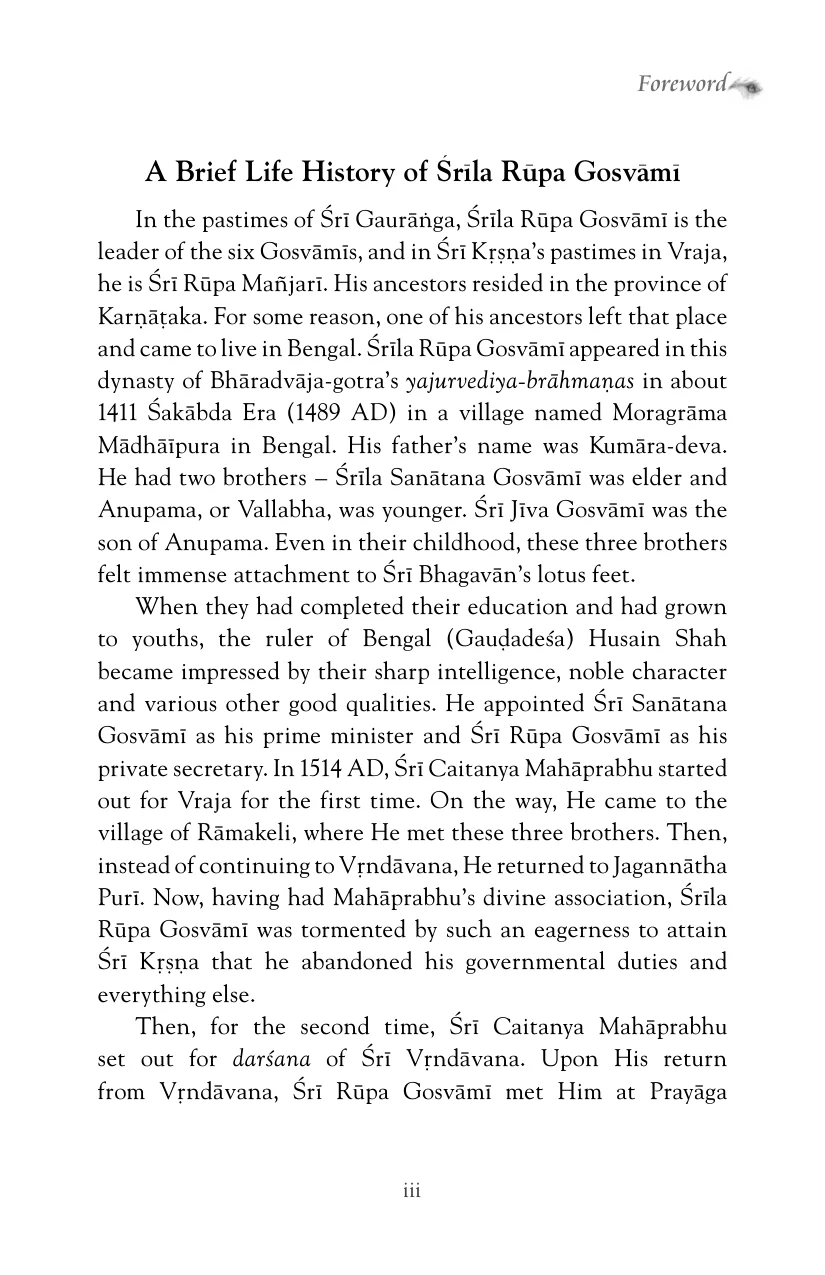 Foreword
A Brief Life History of Śrīla Rūpa Gosvāmī
In the pastimes of Śrī Gaurāṅga, Śrīla Rūpa Gosvāmī is the
leader of the six Gosvāmīs, and in Śrī Kṛṣṇa’s pastimes in Vraja,
he is Śrī Rūpa Mañjarī. His ancestors resided in the province of
Karṇāṭaka. For some reason, one of his ancestors left that place
and came to live in Bengal. Śrīla Rūpa Gosvāmī appeared in this
dynasty of Bhāradvāja-gotra’s yajurvediya-brāhmaṇas in about
1411 Śakābda Era (1489 AD) in a village named Moragrāma
Mādhāīpura in Bengal. His father’s name was Kumāra-deva.
He had two brothers – Śrīla Sanātana Gosvāmī was elder and
Anupama, or Vallabha, was younger. Śrī Jīva Gosvāmī was the
son of Anupama. Even in their childhood, these three brothers
felt immense attachment to Śrī Bhagavān’s lotus feet.
When they had completed their education and had grown
to youths, the ruler of Bengal (Gauḍadeśa) Husain Shah
became impressed by their sharp intelligence, noble character
and various other good qualities. He appointed Śrī Sanātana
Gosvāmī as his prime minister and Śrī Rūpa Gosvāmī as his
private secretary. In 1514 AD, Śrī Caitanya Mahāprabhu started
out for Vraja for the first time. On the way, He came to the
village of Rāmakeli, where He met these three brothers. Then,
instead of continuing to Vṛndāvana, He returned to Jagannātha
Purī. Now, having had Mahāprabhu’s divine association, Śrīla
Rūpa Gosvāmī was tormented by such an eagerness to attain
Śrī Kṛṣṇa that he abandoned his governmental duties and
everything else.
Then, for the second time, Śrī Caitanya Mahāprabhu
set out for darśana of Śrī Vṛndāvana. Upon His return
from Vṛndāvana, Śrī Rūpa Gosvāmī met Him at Prayāga
iii